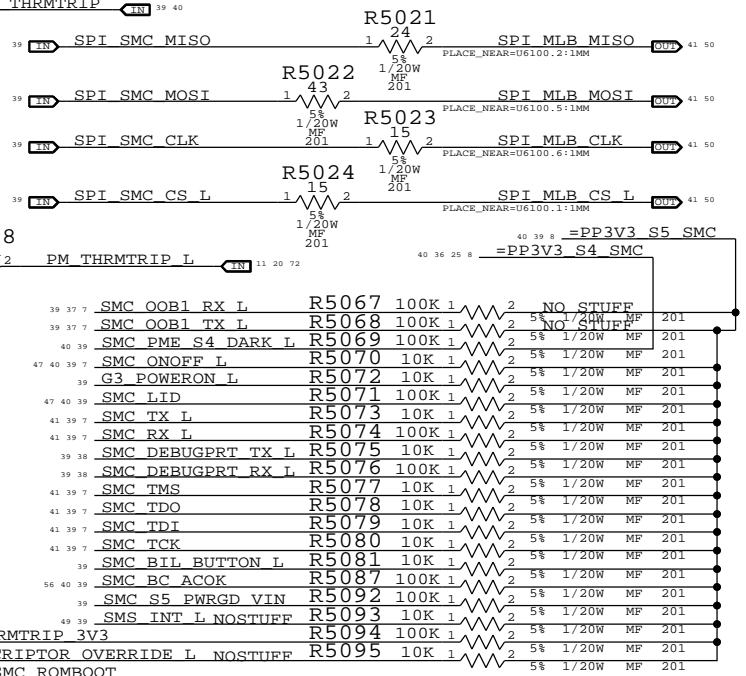 THRMTRIP IN 39 40
R5021
39 IN SPI_SMC_MISO 1 24 2 SPI_MLB_MISO OUT 41 50
5%
1/20W
MF
201
PLACE_NEAR=U6100.2:1MM
R5022
39 IN SPI_SMC_MOSI 1 43 2 SPI_MLB_MOSI OUT 41 50
5%
1/20W
MF
201
PLACE_NEAR=U6100.5:1MM
R5023
39 IN SPI_SMC_CLK 1 15 2 SPI_MLB_CLK OUT 41 50
5%
1/20W
MF
201
PLACE_NEAR=U6100.6:1MM
R5024
39 IN SPI_SMC_CS_L 1 15 2 SPI_MLB_CS_L OUT 41 50
5%
1/20W
MF
201
PLACE_NEAR=U6100.1:1MM
8
40 39 8 =PP3V3_S5_SMC
40 36 25 8 =PP3V3_S4_SMC
2 PM_THRMTRIP_L IN 11 20 72
39 37 7 SMC_OOB1_RX_L R5067 100K 1 2 NO STUFF 5% 1/20W MF 201
39 37 7 SMC_OOB1_TX_L R5068 100K 1 2 NO STUFF 5% 1/20W MF 201
40 39 SMC_PME_S4_DARK_L R5069 100K 1 2 5% 1/20W MF 201
47 40 39 7 SMC_ONOFF_L R5070 10K 1 2 5% 1/20W MF 201
39 G3_POWERON_L R5072 10K 1 2 5% 1/20W MF 201
47 40 39 SMC_LID R5071 100K 1 2 5% 1/20W MF 201
41 39 7 SMC_TX_L R5073 10K 1 2 5% 1/20W MF 201
41 39 7 SMC_RX_L R5074 100K 1 2 5% 1/20W MF 201
39 38 SMC_DEBUGPRT_TX_L R5075 10K 1 2 5% 1/20W MF 201
39 38 SMC_DEBUGPRT_RX_L R5076 100K 1 2 5% 1/20W MF 201
41 39 7 SMC_TMS R5077 10K 1 2 5% 1/20W MF 201
41 39 7 SMC_TDO R5078 10K 1 2 5% 1/20W MF 201
41 39 7 SMC_TDI R5079 10K 1 2 5% 1/20W MF 201
41 39 7 SMC_TCK R5080 10K 1 2 5% 1/20W MF 201
39 SMC_BIL_BUTTON_L R5081 10K 1 2 5% 1/20W MF 201
56 40 39 SMC_BC_ACOK R5087 100K 1 2 5% 1/20W MF 201
39 SMC_S5_PWRGD_VIN R5092 100K 1 2 5% 1/20W MF 201
49 39 SMS_INT_L NOSTUFF R5093 10K 1 2 5% 1/20W MF 201
RMTRIP_3V3 R5094 100K 1 2 5% 1/20W MF 201
RIPTOR_OVERRIDE_L NOSTUFF R5095 10K 1 2 5% 1/20W MF 201
SMC_ROMBOOT